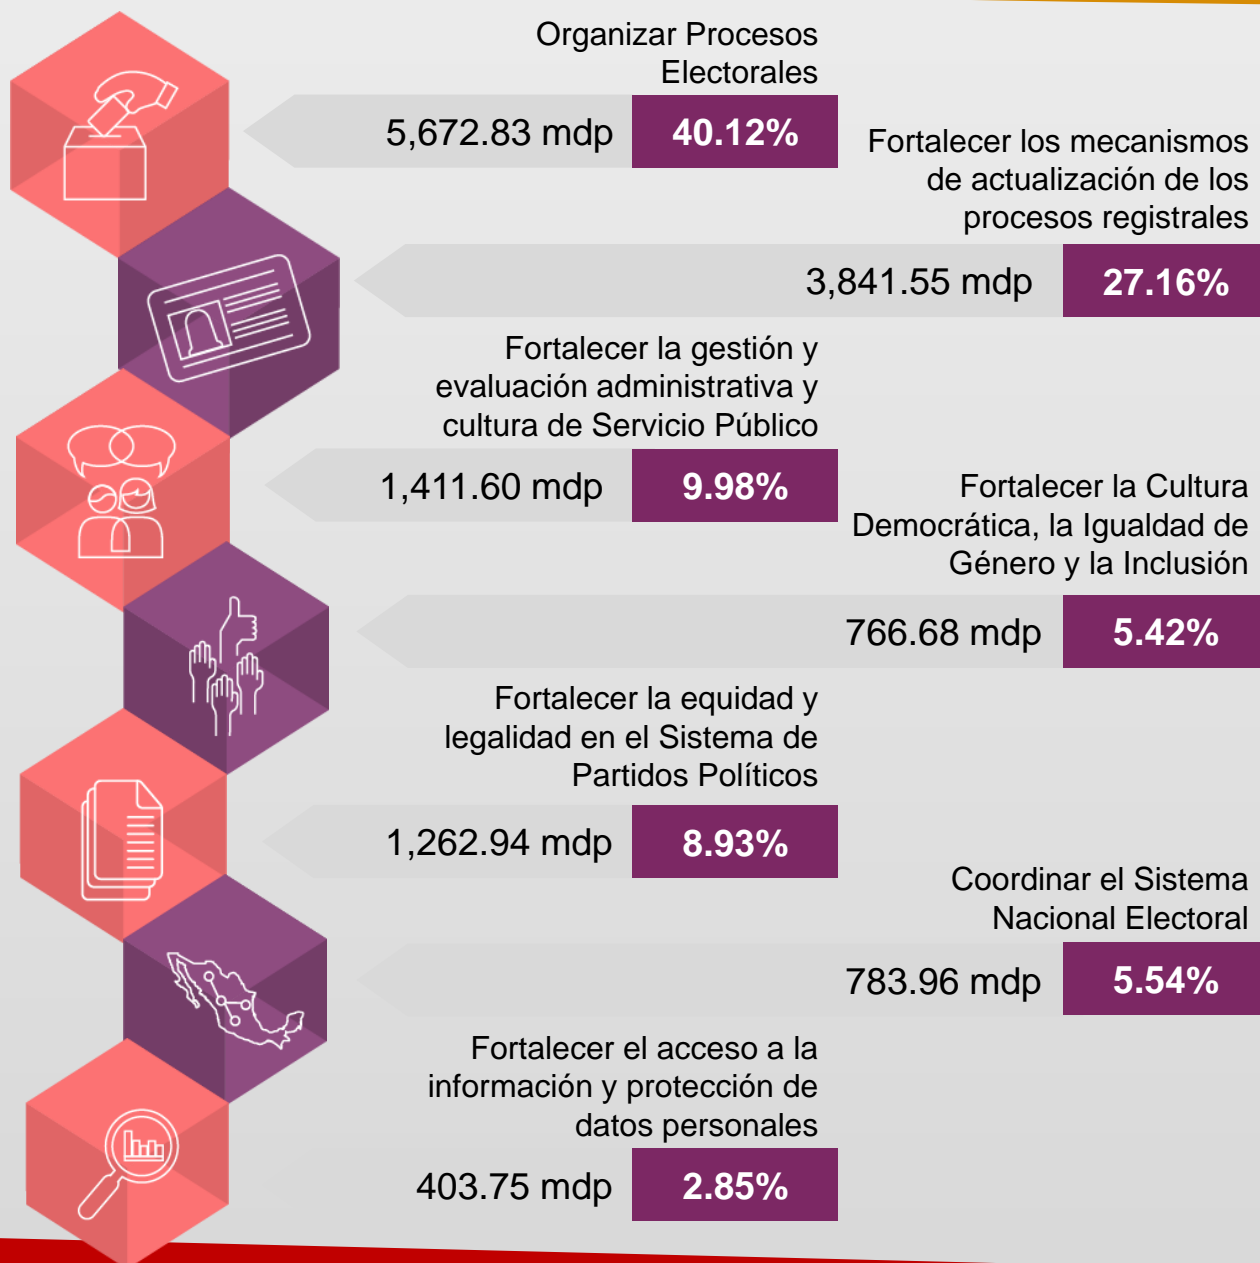 Organizar Procesos
Electorales
5,672.83 mdp 40.12%
Fortalecer los mecanismos
de actualización de los
procesos registrales
3,841.55 mdp 27.16%
Fortalecer la gestión y
evaluación administrativa y
cultura de Servicio Público
1,411.60 mdp 9.98%
Fortalecer la Cultura
Democrática, la Igualdad de
Género y la Inclusión
766.68 mdp 5.42%
Fortalecer la equidad y
legalidad en el Sistema de
Partidos Políticos
1,262.94 mdp 8.93%
Coordinar el Sistema
Nacional Electoral
783.96 mdp 5.54%
Fortalecer el acceso a la
información y protección de
datos personales
403.75 mdp 2.85%